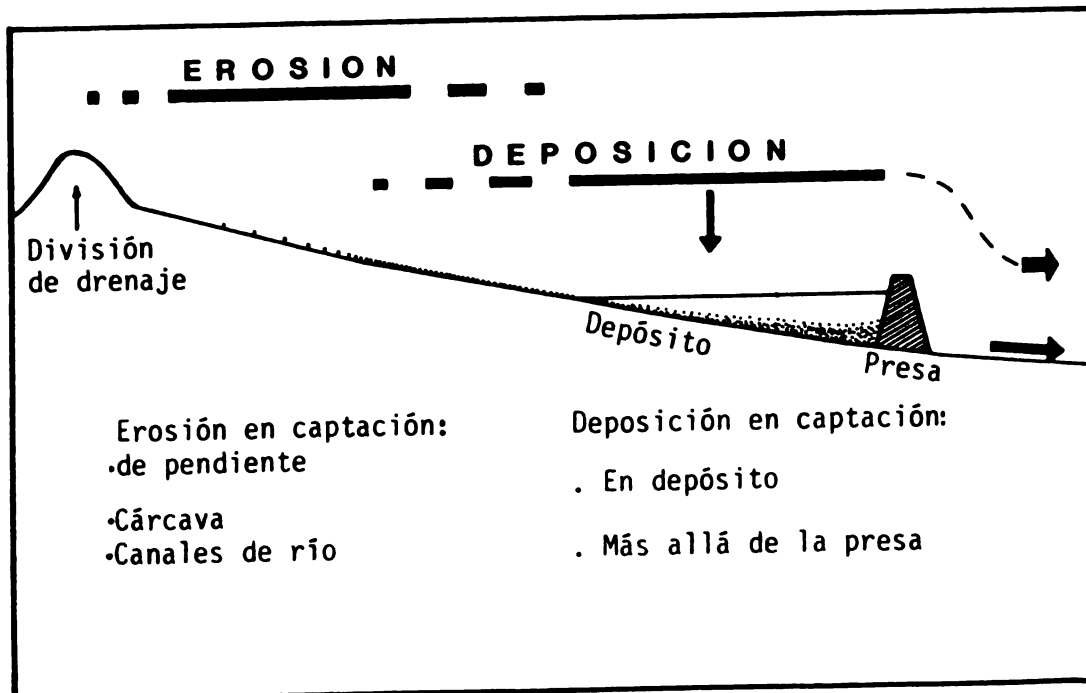 EROSION
DEPOSICION
División
de drenaje
Depósito
Presa
Erosión en captación:
.de pendiente
.Cárcava
.Canales de río
Deposición en captación:
. En depósito
. Más allá de la presa